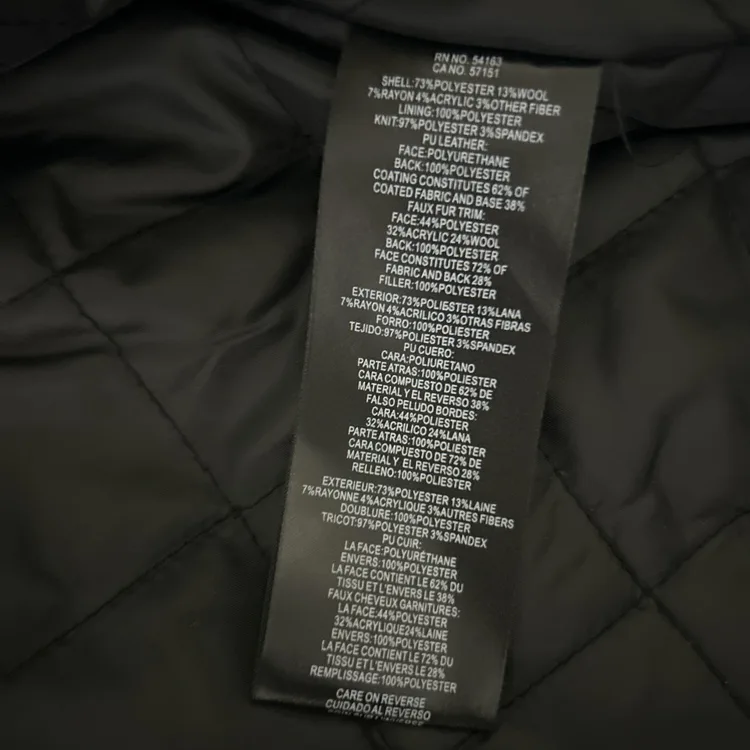 RN NO. 54163
CA NO. 57151
SHELL:73%POLYESTER 13%WOOL
7%RAYON 4%ACRYLIC 3%OTHER FIBER
LINING:100%POLYESTER
KNIT:97%POLYESTER 3%SPANDEX
PU LEATHER:
FACE:POLYURETHANE
BACK:100%POLYESTER
COATING CONSTITUTES 62% OF
COATED FABRIC AND BASE 38%
FAUX FUR TRIM:
FACE:44%POLYESTER
32%ACRYLIC 24%WOOL
BACK:100%POLYESTER
FACE CONSTITUTES 72% OF
FABRIC AND BACK 28%
FILLER:100%POLYESTER
EXTERIOR:73%POLIESTER 13%LANA
7%RAYON 4%ACRILICO 3%OTRAS FIBRAS
FORRO:100%POLIESTER
TEJIDO:97%POLIESTER 3%SPANDEX
PU CUERO:
CARA:POLIURETANO
PARTE ATRAS:100%POLIESTER
CARA COMPUESTO DE 62% DE
MATERIAL Y EL REVERSO 38%
FALSO PELUDO BORDES:
CARA:44%POLIESTER
32%ACRILICO 24%LANA
PARTE ATRAS:100%POLIESTER
CARA COMPUESTO DE 72% DE
MATERIAL Y EL REVERSO 28%
RELLENO:100%POLIESTER
EXTERIEUR:73%POLYESTER 13%LAINE
7%RAYONNE 4%ACRYLIQUE 3%AUTRES FIBERS
DOUBLURE:100%POLYESTER
TRICOT:97%POLYESTER 3%SPANDEX
PU CUIR:
LA FACE:POLYURÉTHANE
ENVERS:100%POLYESTER
LA FACE CONTIENT LE 62% DU
TISSU ET L'ENVERS LE 38%
FAUX CHEVEUX GARNITURES:
LA FACE:44%POLYESTER
32%ACRYLIQUE24%LAINE
ENVERS:100%POLYESTER
LA FACE CONTIENT LE 72% DU
TISSU ET L'ENVERS LE 28%
REMPLISSAGE:100%POLYESTER
CARE ON REVERSE
CUIDADO AL REVERSO